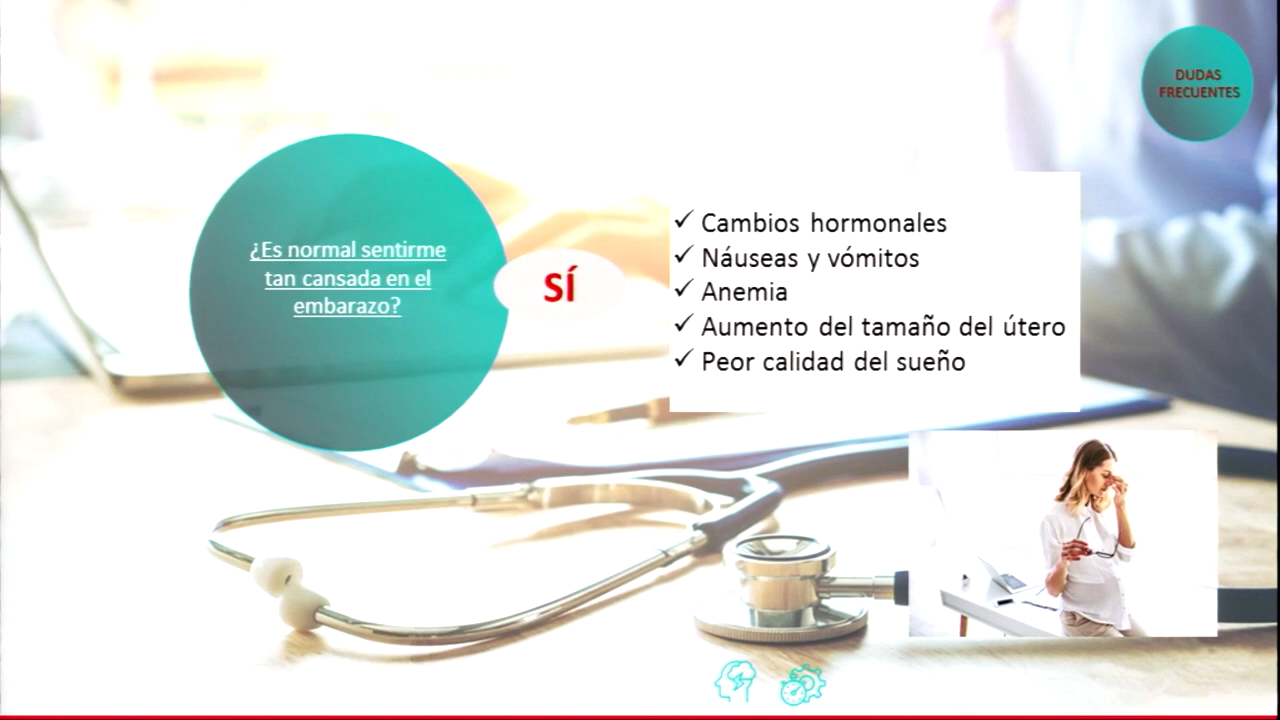 DUDAS
FRECUENTES
¿Es normal sentirme
tan cansada en el
embarazo?
SÍ
✓ Cambios hormonales
✓ Náuseas y vómitos
✓ Anemia
✓ Aumento del tamaño del útero
✓ Peor calidad del sueño